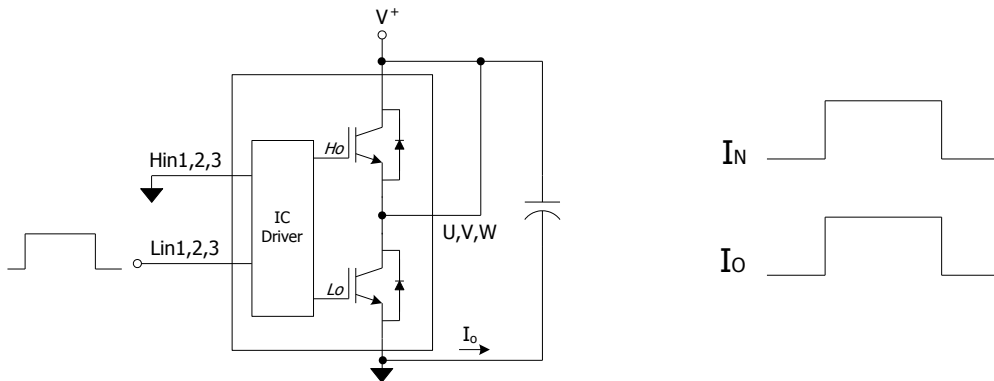 V+
Ho
Hin1,2,3
IC
Driver
U,V,W
Lin1,2,3
Lo
Io
IN
IO